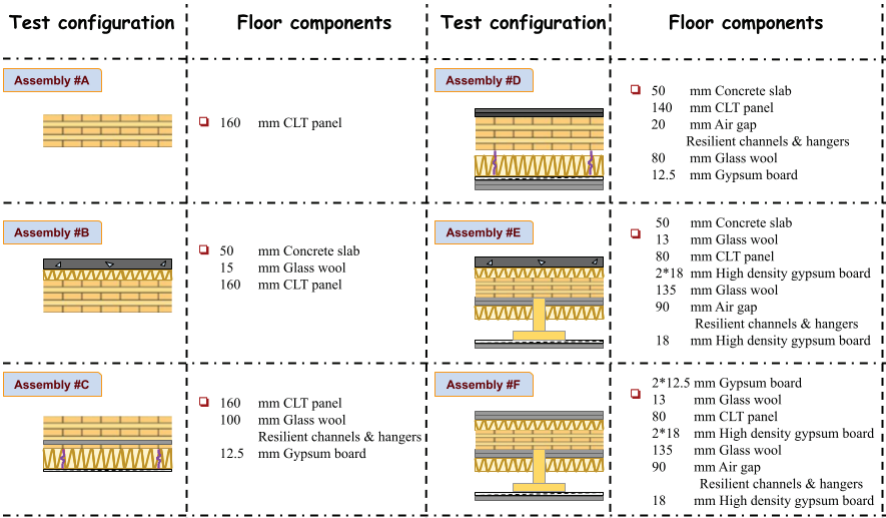 Test configuration
Floor components
Test configuration
Floor components
Assembly #A
160 mm CLT panel
Assembly #B
50 mm Concrete slab
15 mm Glass wool
160 mm CLT panel
Assembly #C
160 mm CLT panel
100 mm Glass wool
Resilient channels & hangers
12.5 mm Gypsum board
Assembly #D
50 mm Concrete slab
140 mm CLT panel
20 mm Air gap
Resilient channels & hangers
80 mm Glass wool
12.5 mm Gypsum board
Assembly #E
50 mm Concrete slab
13 mm Glass wool
80 mm CLT panel
2*18 mm High density gypsum board
135 mm Glass wool
90 mm Air gap
Resilient channels & hangers
18 mm High density gypsum board
Assembly #F
2*12.5 mm Gypsum board
13 mm Glass wool
80 mm CLT panel
2*18 mm High density gypsum board
135 mm Glass wool
90 mm Air gap
Resilient channels & hangers
18 mm High density gypsum board